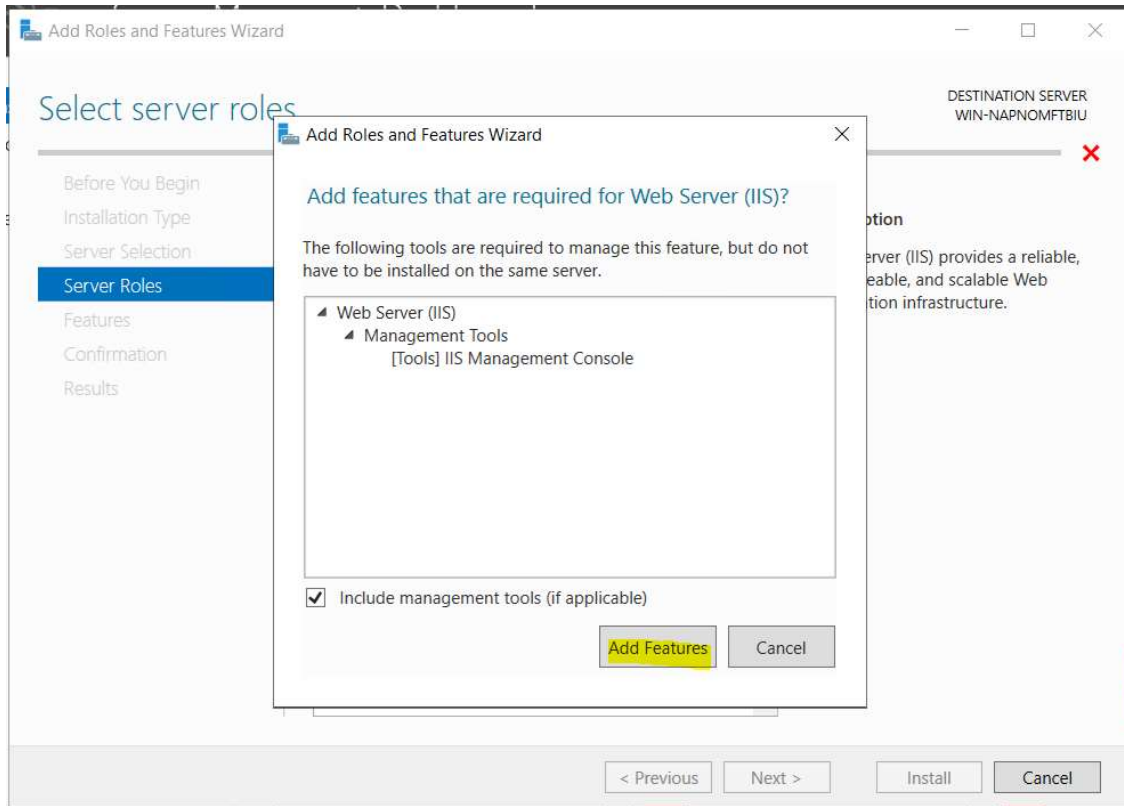 Add Roles and Features Wizard
Select server roles
DESTINATION SERVER
WIN-NAPNOMFTBIU
Before You Begin
Installation Type
Server Selection
Server Roles
Features
Confirmation
Results
Add Roles and Features Wizard
Add features that are required for Web Server (IIS)?
The following tools are required to manage this feature, but do not
have to be installed on the same server.
Web Server (IIS)
Management Tools
[Tools] IIS Management Console
Include management tools (if applicable)
Add Features
Cancel
ption
erver (IIS) provides a reliable,
eable, and scalable Web
tion infrastructure.
< Previous
Next >
Install
Cancel